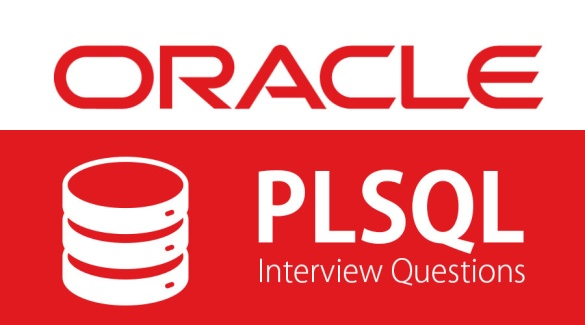 ORACLE
PLSQL
Interview Questions